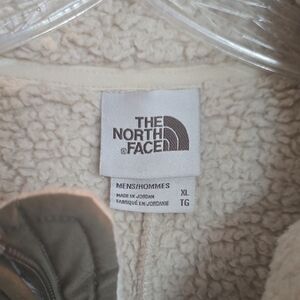 THE
NORTH
FACE
MENS/HOMMES
MADE IN JORDAN XL
FABRIQUÉ EN JORDANIE TG